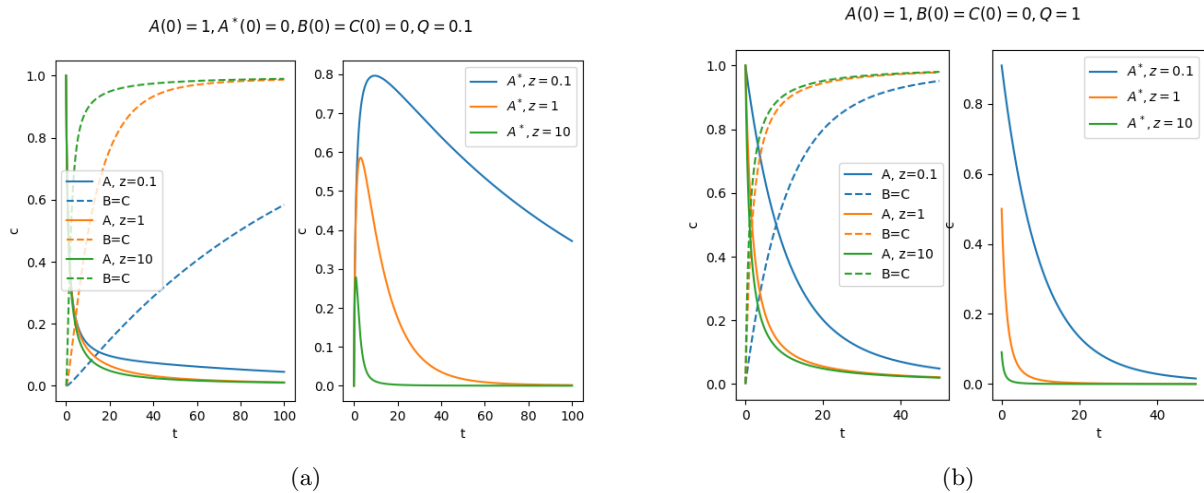 A(0) = 1, A*(0) = 0, B(0) = C(0) = 0, Q = 0.1
1.0
0.8
0.6
0.4
0.2
0.0
c
0 20 40 60 80 100
t
A, z=0.1
B=C
A, z=1
B=C
A, z=10
B=C
0.8
0.7
0.6
0.5
0.4
0.3
0.2
0.1
0.0
c
0 20 40 60 80 100
t
A*, z = 0.1
A*, z = 1
A*, z = 10
(a)
A(0) = 1, B(0) = C(0) = 0, Q = 1
1.0
0.8
0.6
0.4
0.2
0.0
0 20 40
t
A, z=0.1
B=C
A, z=1
B=C
A, z=10
B=C
0.8
0.6
0.4
0.2
0.0
c
0 20 40
t
A*, z = 0.1
A*, z = 1
A*, z = 10
(b)